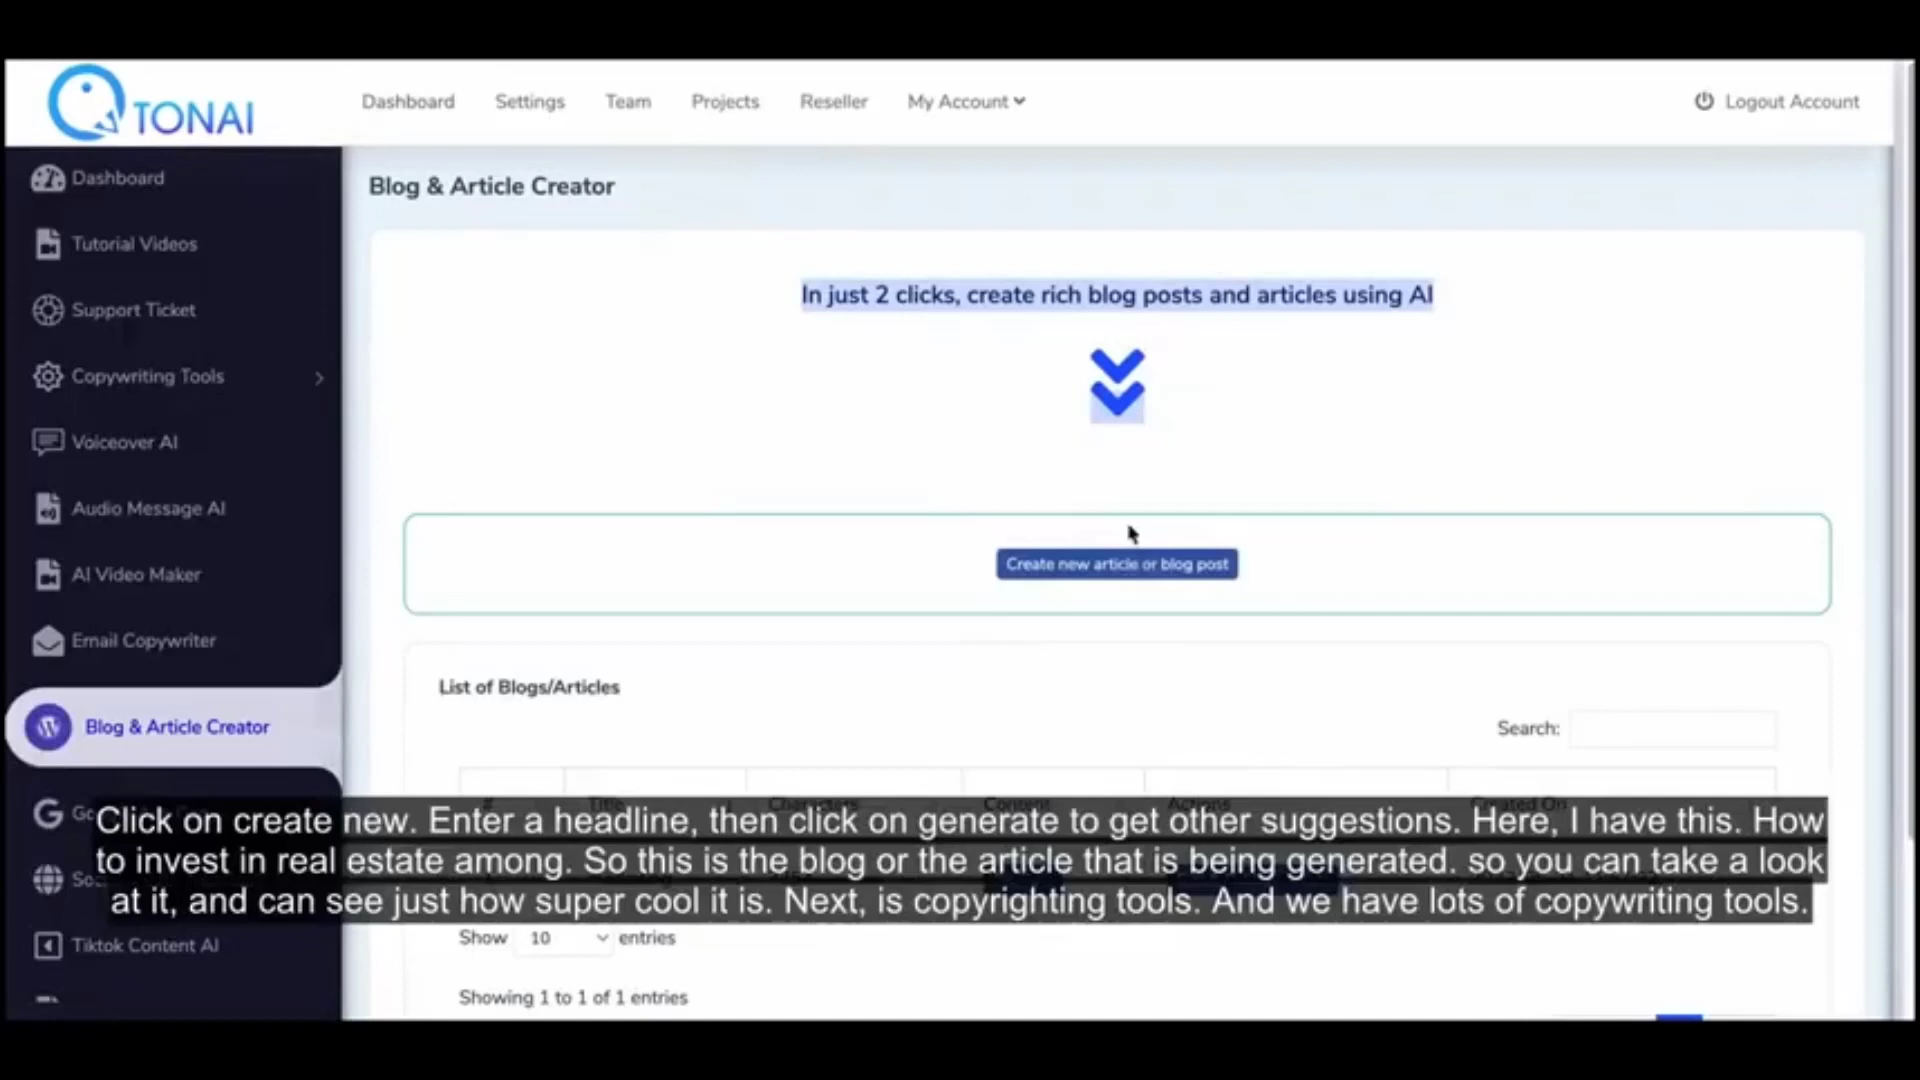 TONAI
Dashboard Settings Team Projects Reseller My Account Logout Account
Dashboard
Tutorial Videos
Support Ticket
Copywriting Tools
Voiceover AI
Audio Message AI
AI Video Maker
Email Copywriter
Blog & Article Creator
Tiktok Content AI
Blog & Article Creator
In just 2 clicks, create rich blog posts and articles using AI
Create new article or blog post
List of Blogs/Articles
Search:
# Title Characters Content Actions Created On
Click on create new. Enter a headline, then click on generate to get other suggestions. Here, I have this. How
to invest in real estate among. So this is the blog or the article that is being generated. so you can take a look
at it, and can see just how super cool it is. Next, is copyrighting tools. And we have lots of copywriting tools.
Show 10 entries
Showing 1 to 1 of 1 entries